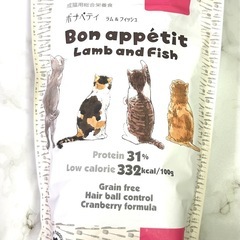 成猫用総合栄養食
ボナペティ ラム＆フィッシュ
Bon appétit
Lamb and Fish
Protein 31%
Low calorie 332kcal/100g
Grain free
Hair ball control
Cranberry formula